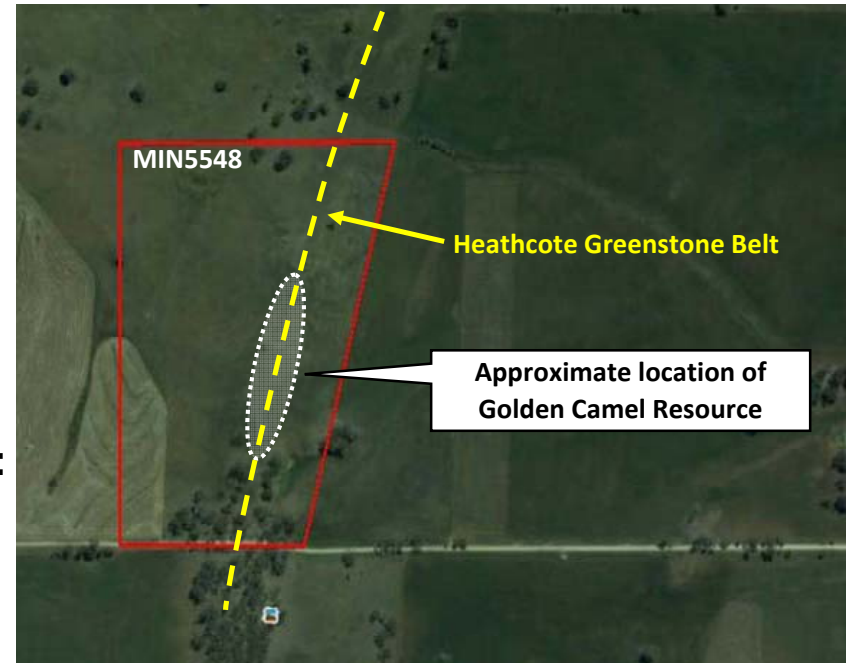 MIN5548
Heathcote Greenstone Belt
Approximate location of
Golden Camel Resource
: